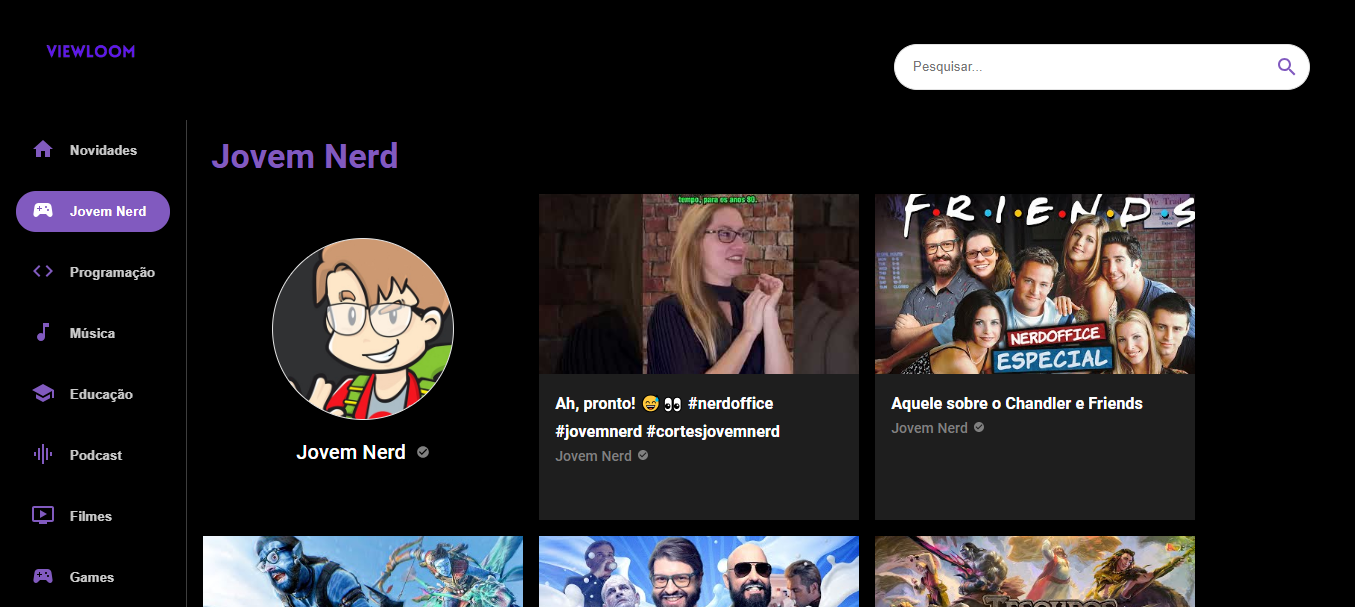 VIEWLOOM
Pesquisar...
Novidades
Jovem Nerd
Programação
Música
Educação
Podcast
Filmes
Games
Jovem Nerd
Jovem Nerd
tempo, para os anos 80.
Ah, pronto! 😅👀 #nerdoffice
#jovemnerd #cortesjovemnerd
Jovem Nerd
F.R.I.E.N.D.S
NERDOFFICE
ESPECIAL
Aquele sobre o Chandler e Friends
Jovem Nerd